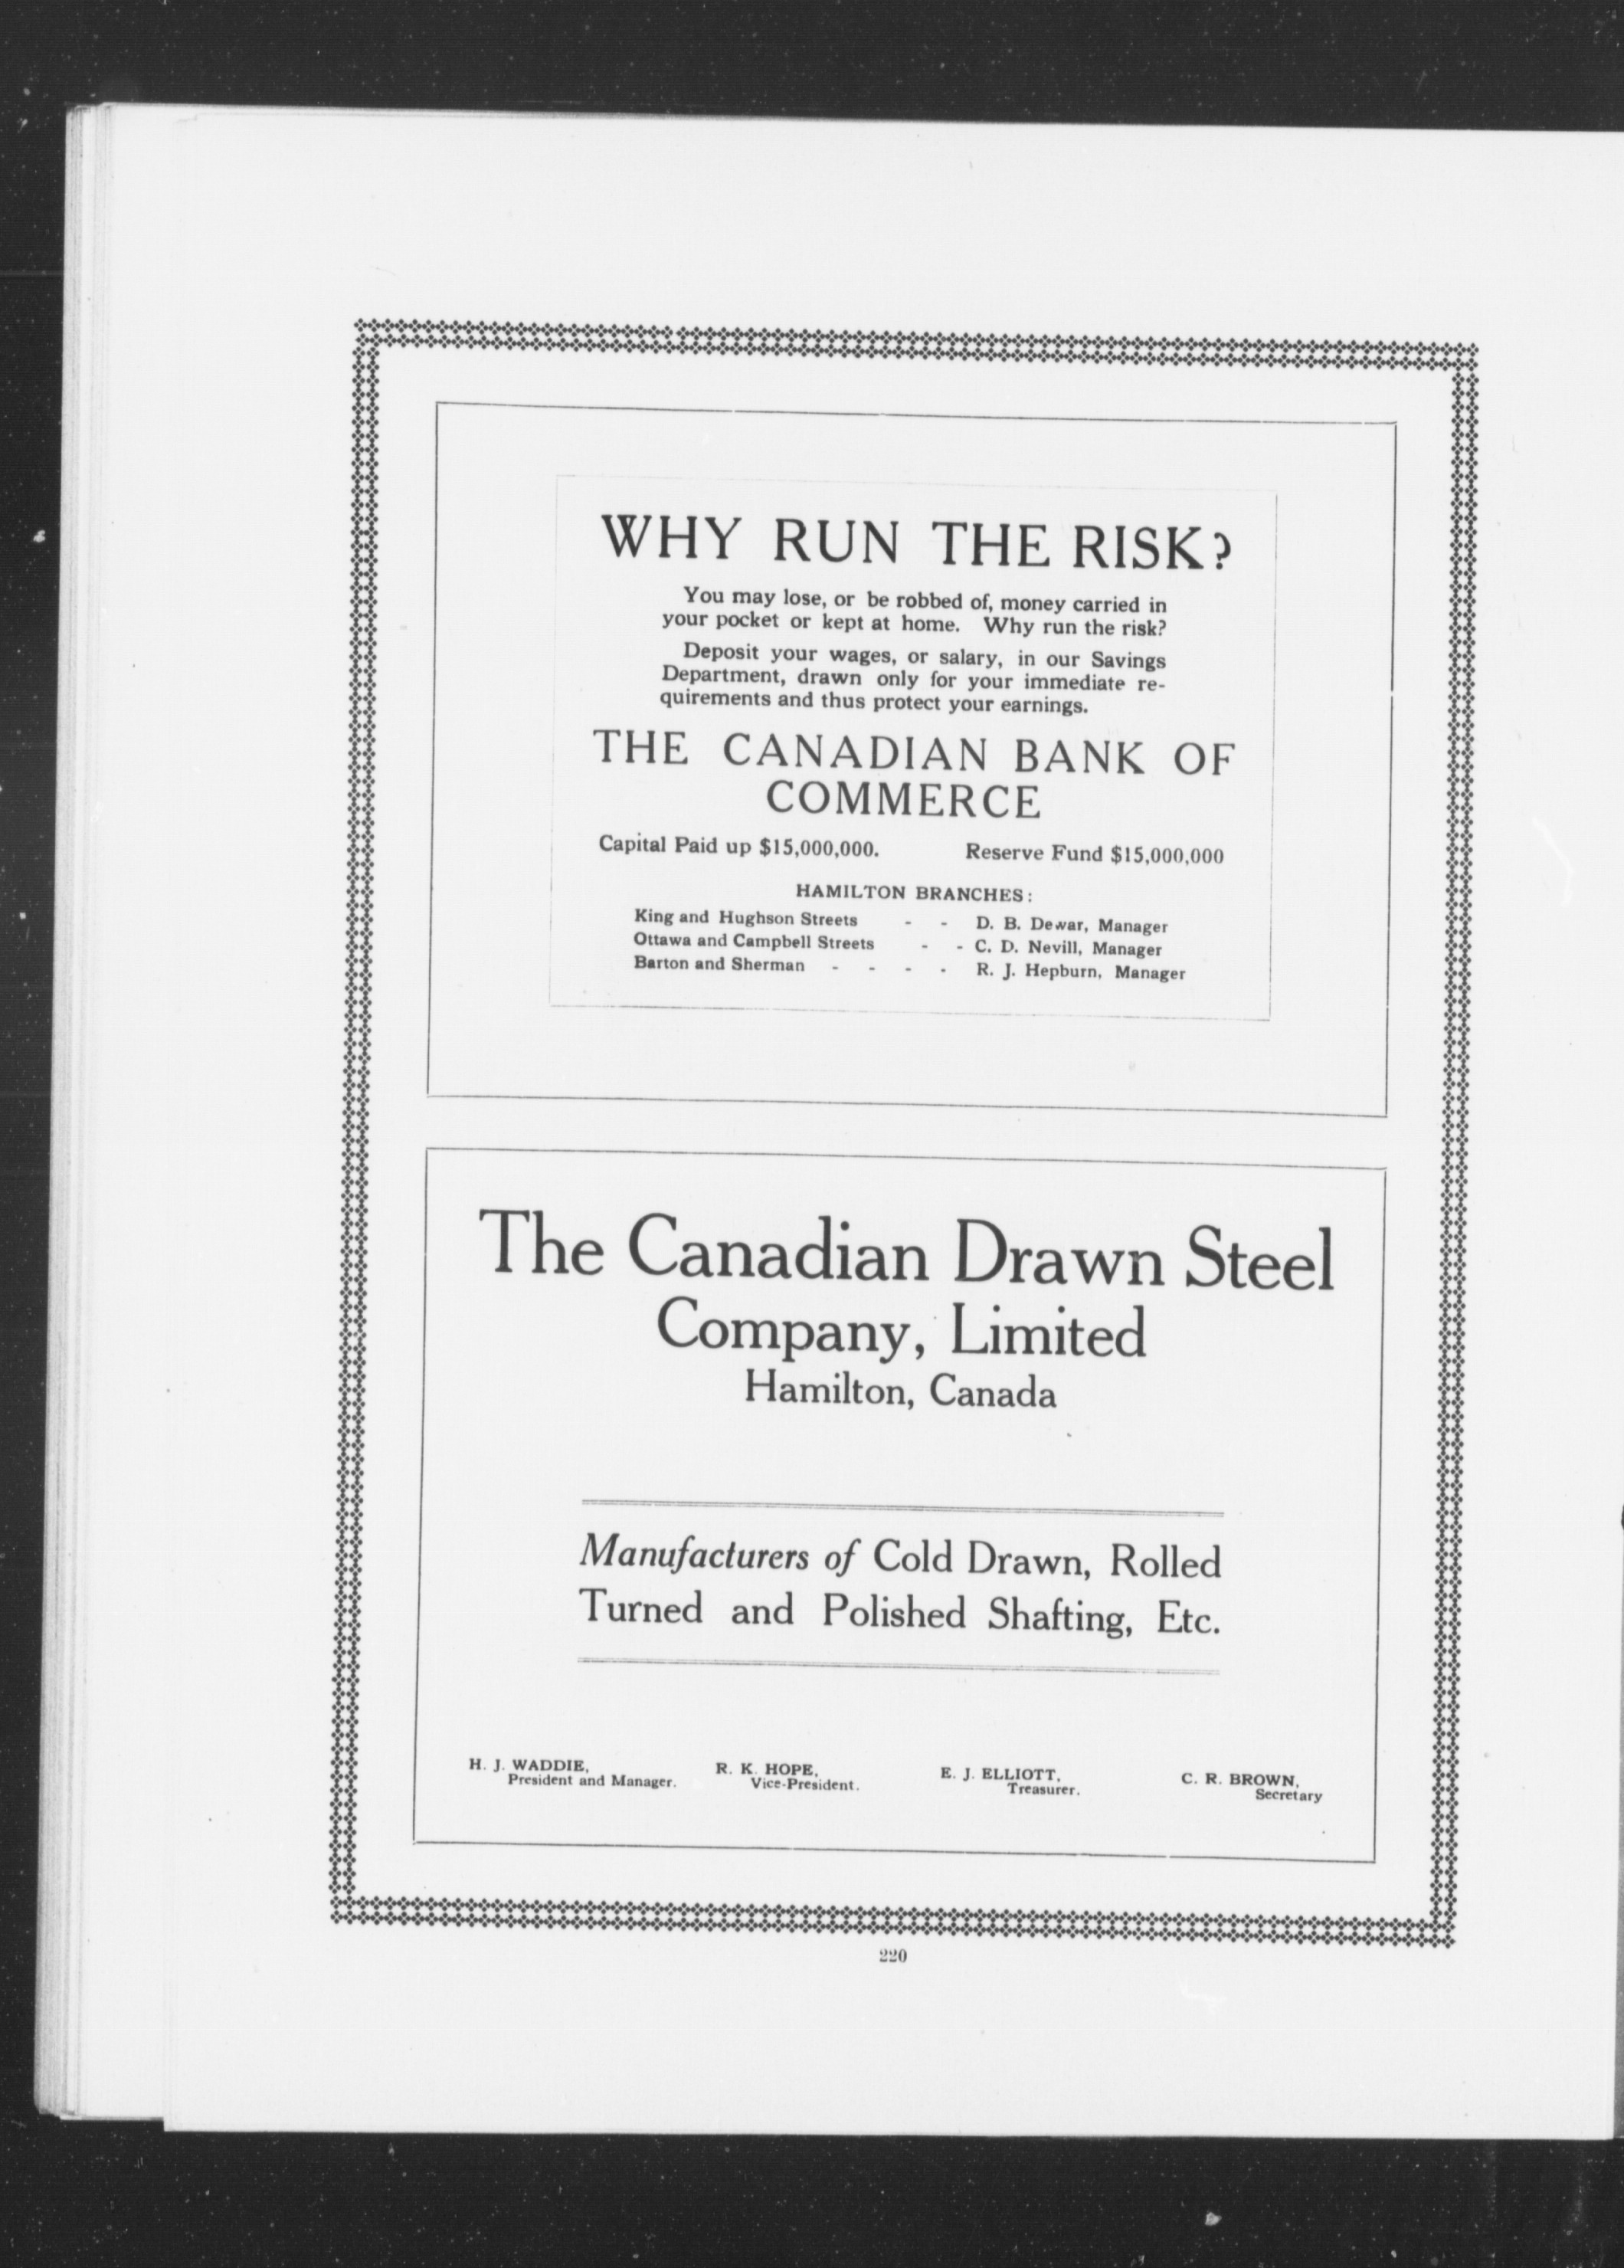 WHY RUN THE RISK?
You may lose, or be robbed of, money carried in
your pocket or kept at home. Why run the risk?
Deposit your wages, or salary, in our Savings
Department, drawn only for your immediate re-
quirements and thus protect your earnings.
THE CANADIAN BANK OF
COMMERCE
Capital Paid up $15,000,000. Reserve Fund $15,000,000
HAMILTON BRANCHES:
King and Hughson Streets - - D. B. Dewar, Manager
Ottawa and Campbell Streets - - C. D. Nevill, Manager
Barton and Sherman - - - - R. J. Hepburn, Manager
The Canadian Drawn Steel
Company, Limited
Hamilton, Canada
Manufacturers of Cold Drawn, Rolled
Turned and Polished Shafting, Etc.
H. J. WADDIE, R. K. HOPE, E. J. ELLIOTT, C. R. BROWN,
President and Manager. Vice-President. Treasurer. Secretary
220